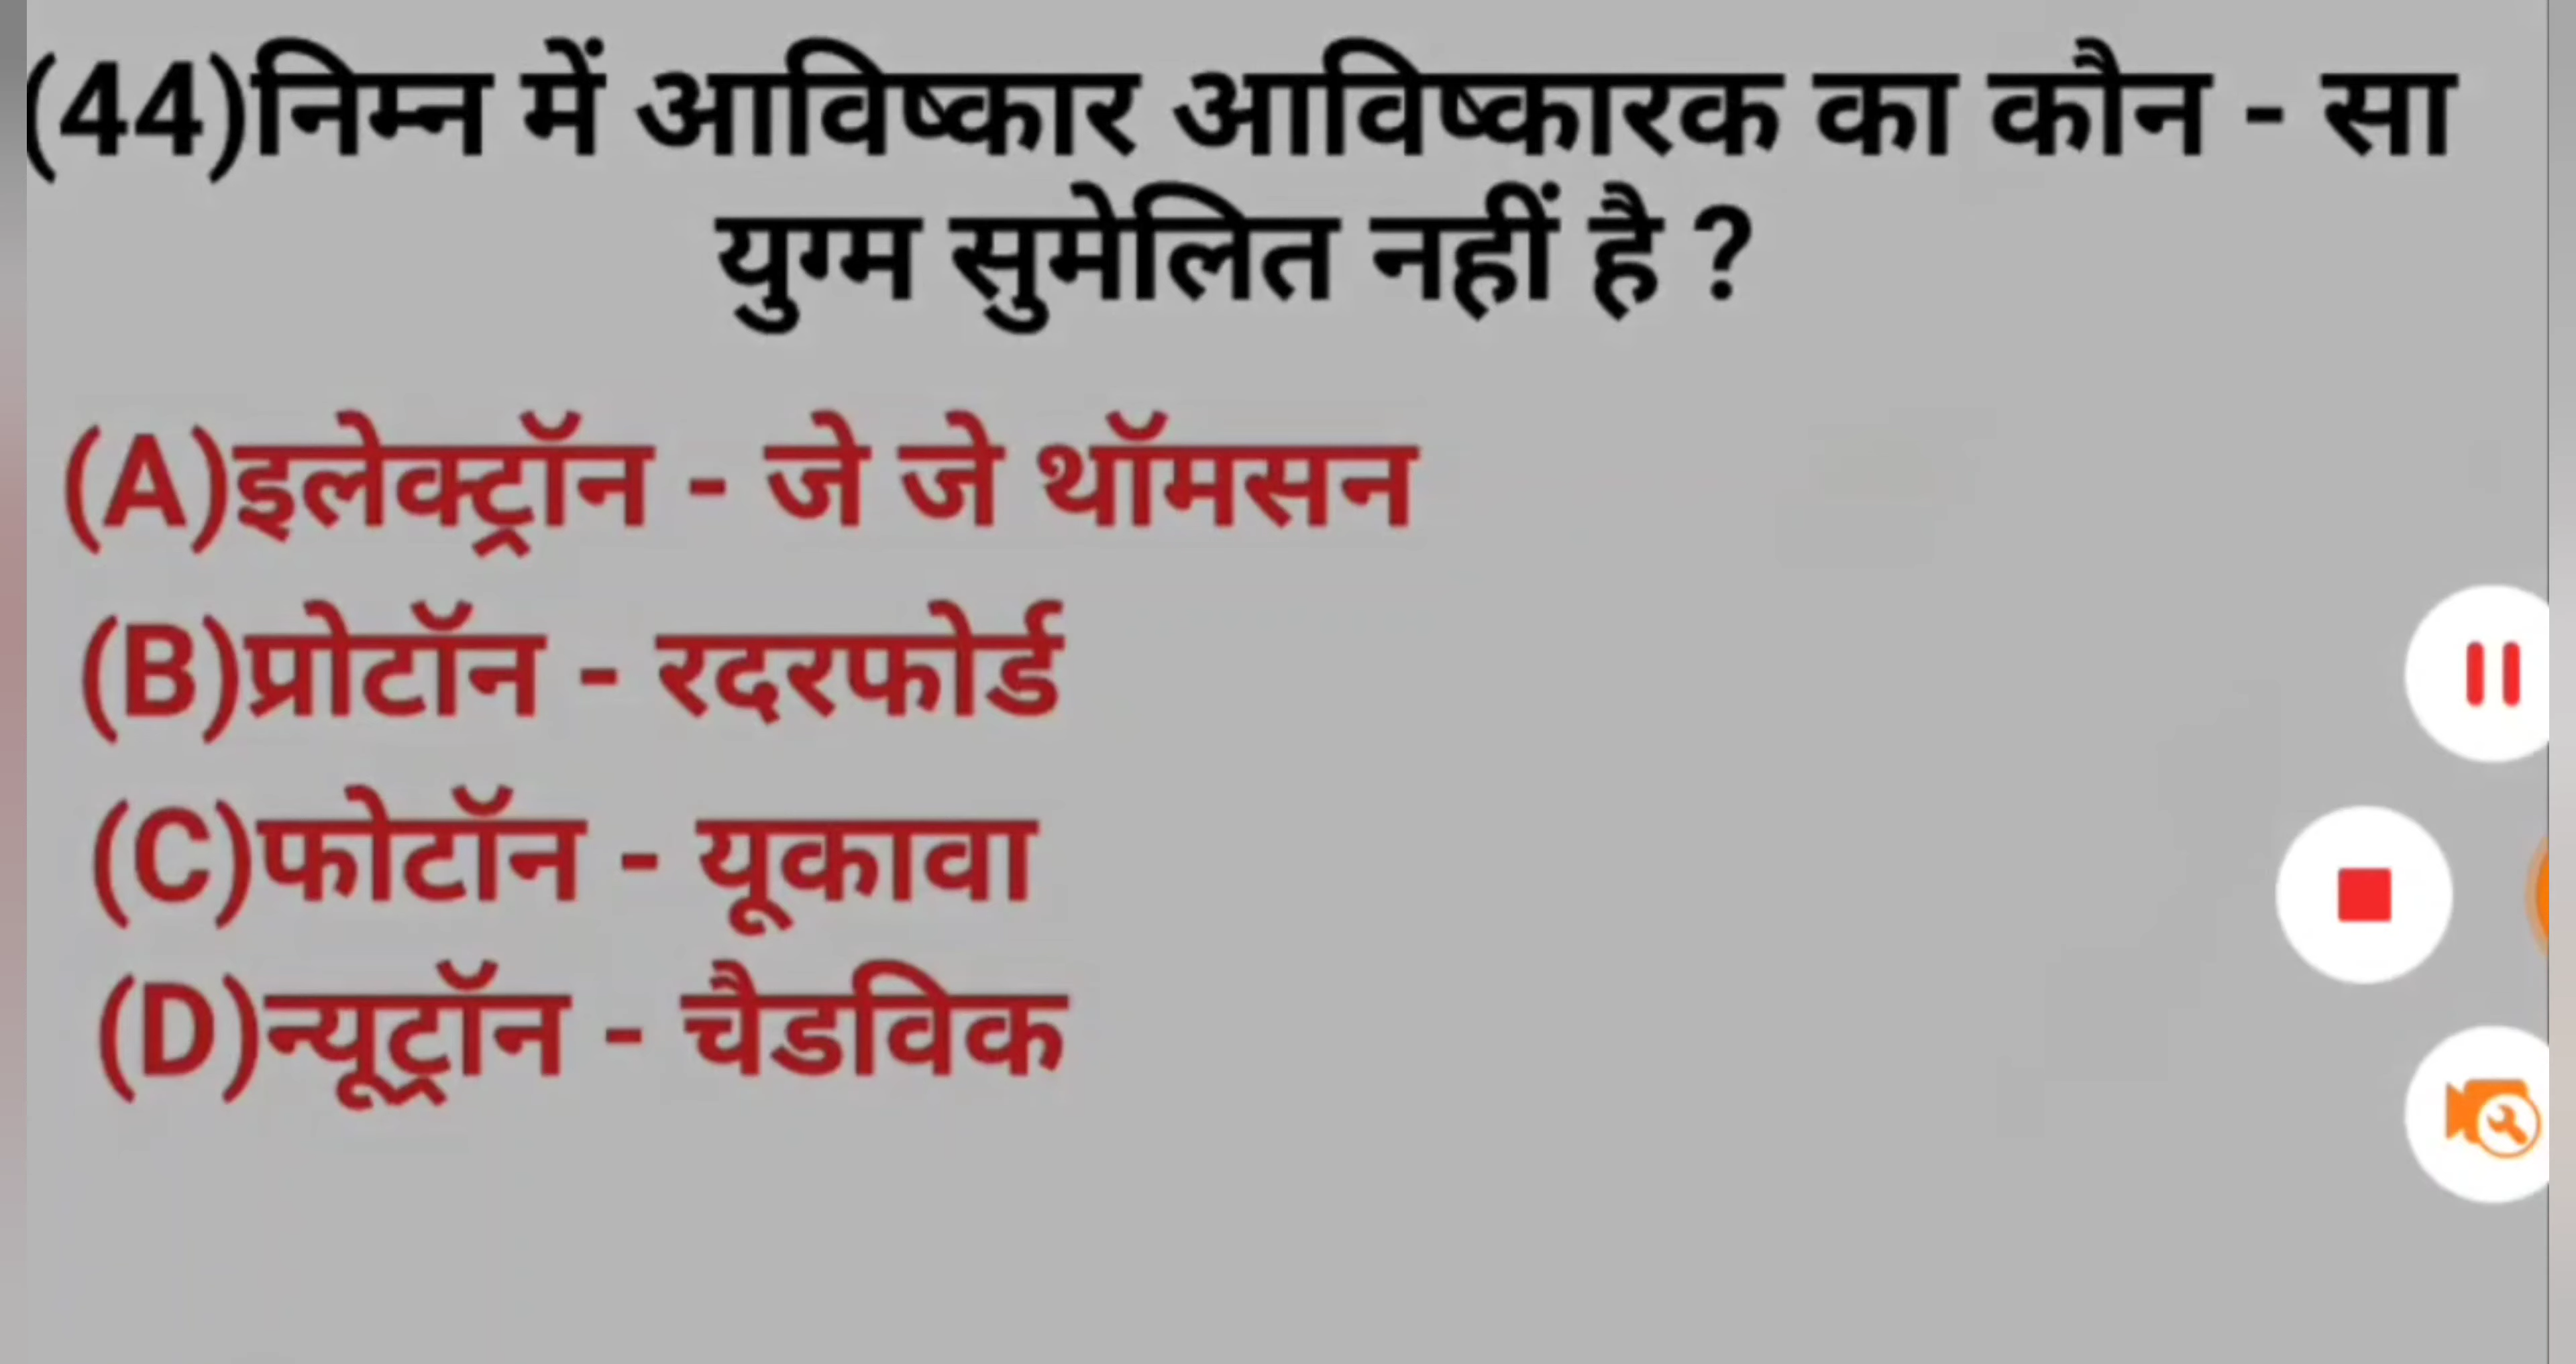 (44)निम्न में आविष्कार आविष्कारक का कौन - सा
युग्म सुमेलित नहीं है ?
(A)इलेक्ट्रॉन - जे जे थॉमसन
(B)प्रोटॉन - रदरफोर्ड
(C)फोटॉन - यूकावा
(D)न्यूट्रॉन - चैडविक